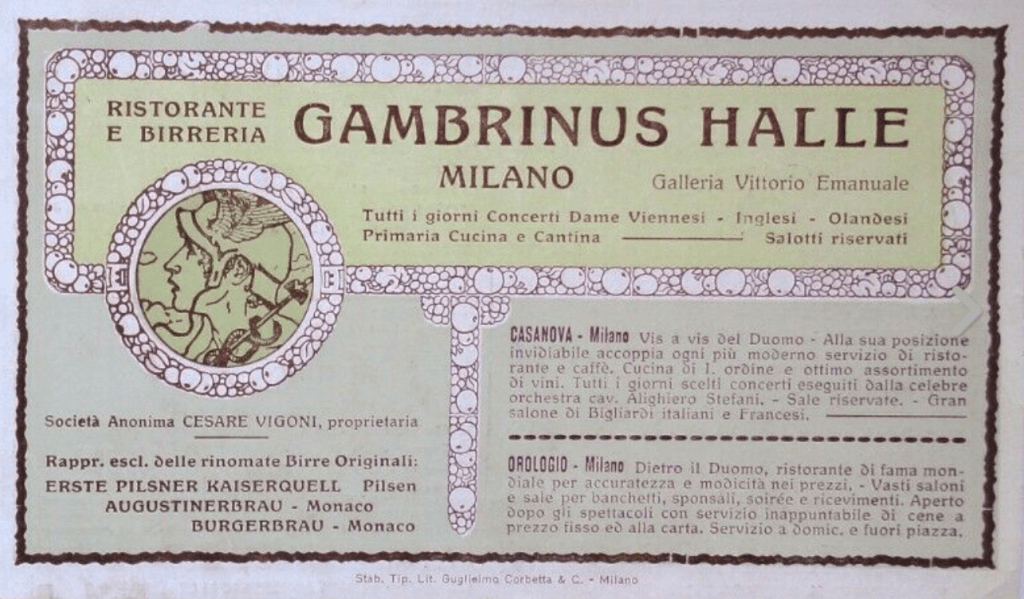 RISTORANTE
E BIRRERIA
GAMBRINUS HALLE
MILANO
Galleria Vittorio Emanuale
Tutti i giorni Concerti Dame Viennesi - Inglesi - Olandesi
Primaria Cucina e Cantina — Salotti riservati
Società Anonima CESARE VIGONI, proprietaria
Rappr. escl. delle rinomate Birre Originali:
ERSTE PILSNER KAISERQUELL Pilsen
AUGUSTINERBRAU - Monaco
BURGERBRAU - Monaco
CASANOVA - Milano Vis a vis del Duomo - Alla sua posizione
invidiabile accoppia ogni più moderno servizio di risto-
rante e caffè. Cucina di I. ordine e ottimo assortimento
di vini. Tutti i giorni scelti concerti eseguiti dalla celebre
orchestra cav. Alighiero Stefani. - Sale riservate. - Gran
salone di Bigliardi italiani e Francesi.
OROLOGIO - Milano Dietro il Duomo, ristorante di fama mon-
diale per accuratezza e modicità nei prezzi. - Vasti saloni
e sale per banchetti, sponsali, soirée e ricevimenti. Aperto
dopo gli spettacoli con servizio inappuntabile di cene a
prezzo fisso ed alla carta. Servizio a domic. e fuori piazza.
Stab. Tip. Lit. Guglielmo Corbetta & C. - Milano